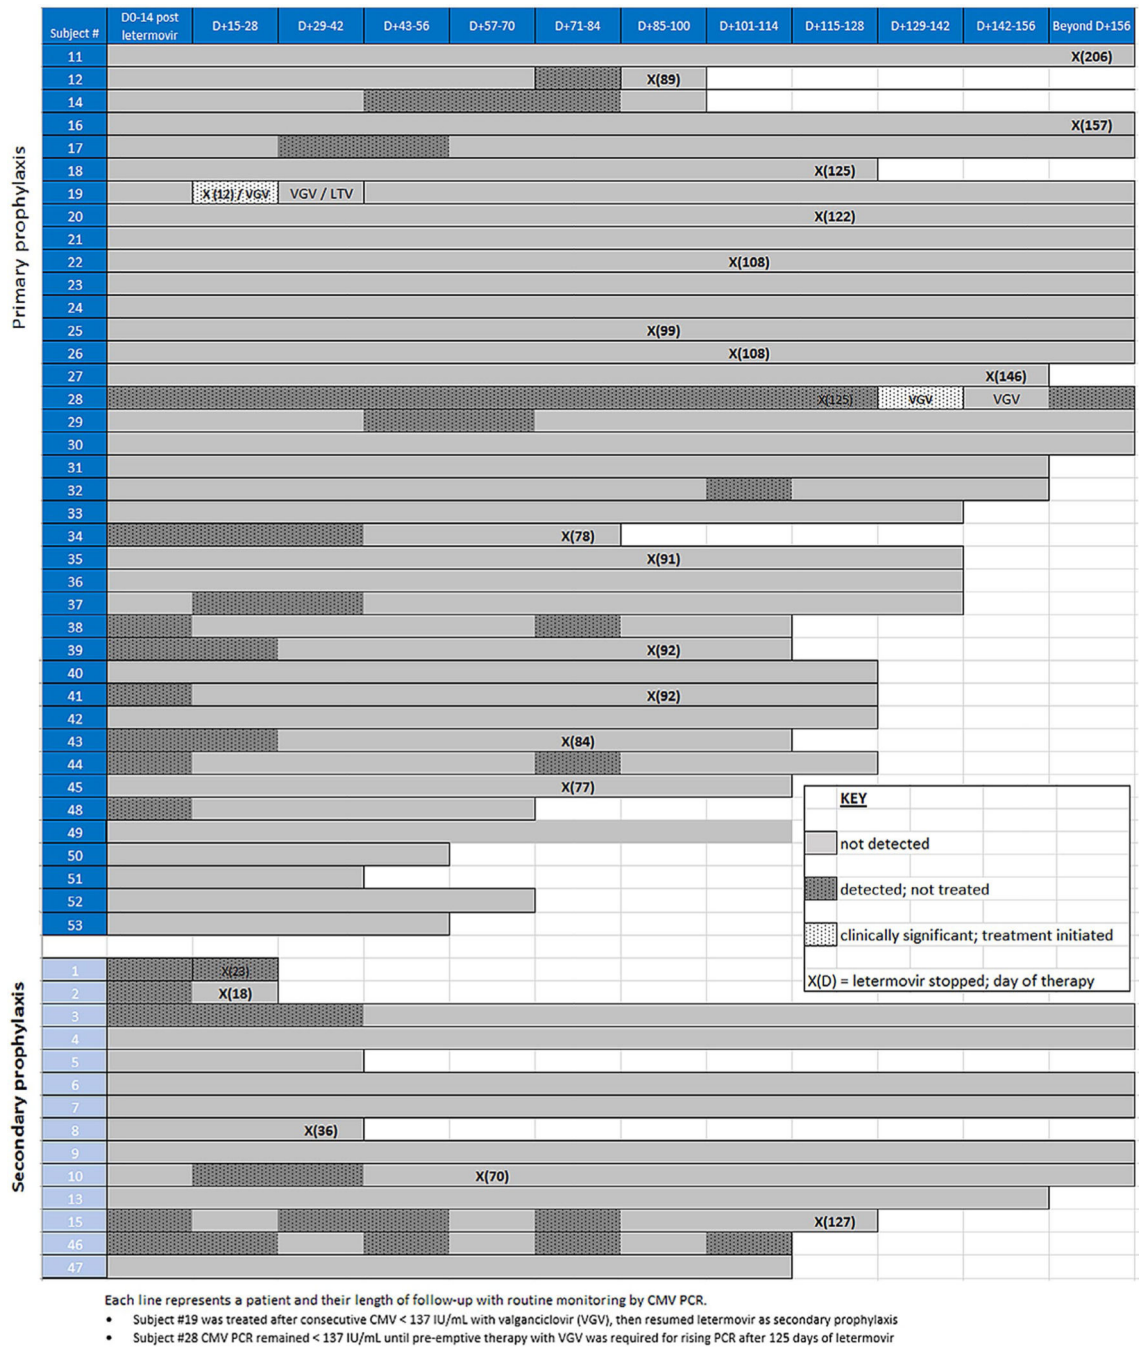 Subject #	D0-14 post letermovir	D+15-28	D+29-42	D+43-56	D+57-70	D+71-84	D+85-100	D+101-114	D+115-128	D+129-142	D+142-156	Beyond D+156
Primary prophylaxis
11 X(206)
12 X(89)
14
16 X(157)
17
18 X(125)
19 X (12) / VGV VGV / LTV
20 X(122)
21
22 X(108)
23
24
25 X(99)
26 X(108)
27 X(146)
28 X(125) VGV VGV
29
30
31
32
33
34 X(78)
35 X(91)
36
37
38
39 X(92)
40
41 X(92)
42
43 X(84)
44
45 X(77)
48
49
50
51
52
53
KEY
not detected
detected; not treated
clinically significant; treatment initiated
X(D) = letermovir stopped; day of therapy
Secondary prophylaxis
1 X(23)
2 X(18)
3
4
5
6
7
8 X(36)
9
10 X(70)
13
15 X(127)
46
47
Each line represents a patient and their length of follow-up with routine monitoring by CMV PCR.
• Subject #19 was treated after consecutive CMV < 137 IU/mL with valganciclovir (VGV), then resumed letermovir as secondary prophylaxis
• Subject #28 CMV PCR remained < 137 IU/mL until pre-emptive therapy with VGV was required for rising PCR after 125 days of letermovir